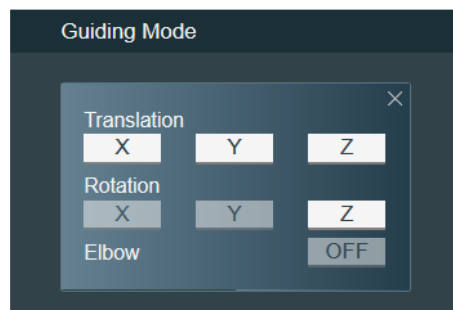 Guiding Mode
Translation
X Y Z
Rotation
X Y Z
Elbow OFF